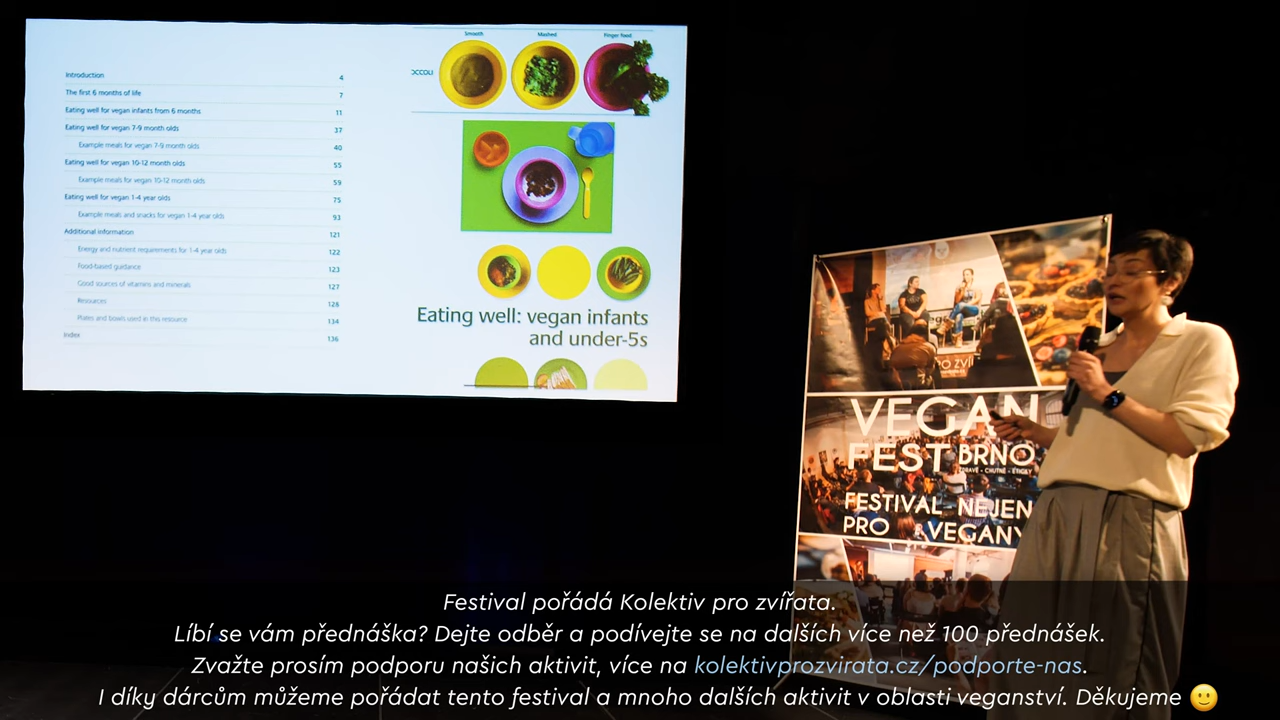 Introduction 4
The first 6 months of life 7
Eating well for vegan infants from 6 months 11
Eating well for vegan 7-9 month olds 37
Example meals for vegan 7-9 month olds 40
Eating well for vegan 10-12 month olds 55
Example meals for vegan 10-12 month olds 59
Eating well for vegan 1-4 year olds 75
Example meals and snacks for vegan 1-4 year olds 93
Additional information 121
Energy and nutrient requirements for 1-4 year olds 122
Food-based guidance 123
Good sources of vitamins and minerals 127
Resources 128
Plates and bowls used in this resource 134
Index 136
Smooth Mashed Finger food
OCCOLI
Eating well: vegan infants
and under-5s
VEGAN
FEST BRNO
ZDRAVĚ - CHUTNĚ - ETICKY
FESTIVAL NEJEN
PRO VEGANY
Festival pořádá Kolektiv pro zvířata.
Líbí se vám přednáška? Dejte odběr a podívejte se na dalších více než 100 přednášek.
Zvažte prosím podporu našich aktivit, více na kolektivprozvirata.cz/podporte-nas.
I díky dárcům můžeme pořádat tento festival a mnoho dalších aktivit v oblasti veganství. Děkujeme 🙂